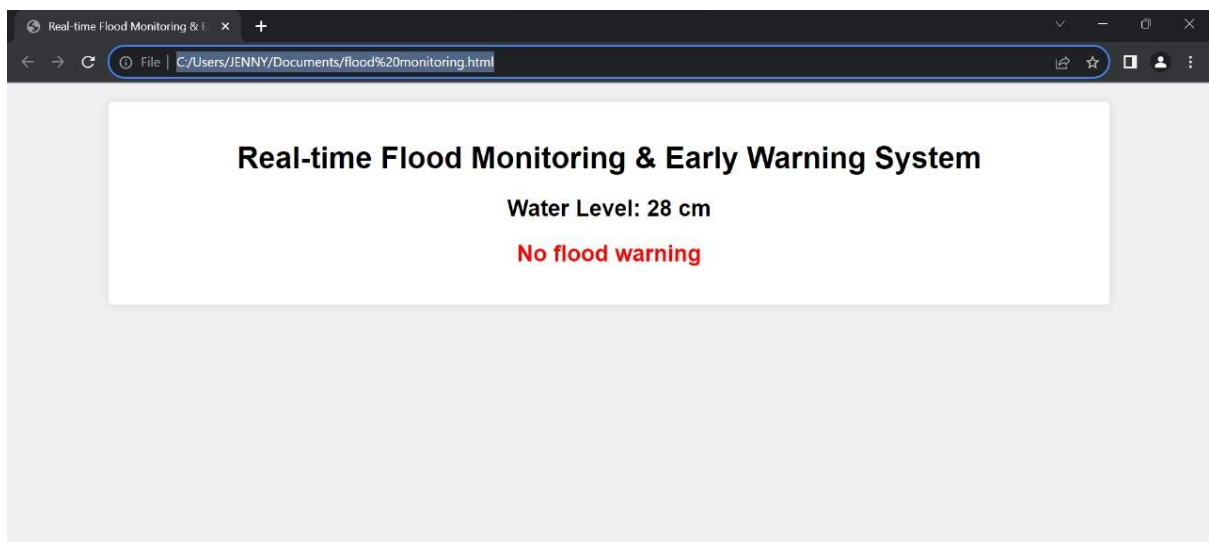 Real-time Flood Monitoring & E
File | C:/Users/JENNY/Documents/flood%20monitoring.html
Real-time Flood Monitoring & Early Warning System
Water Level: 28 cm
No flood warning